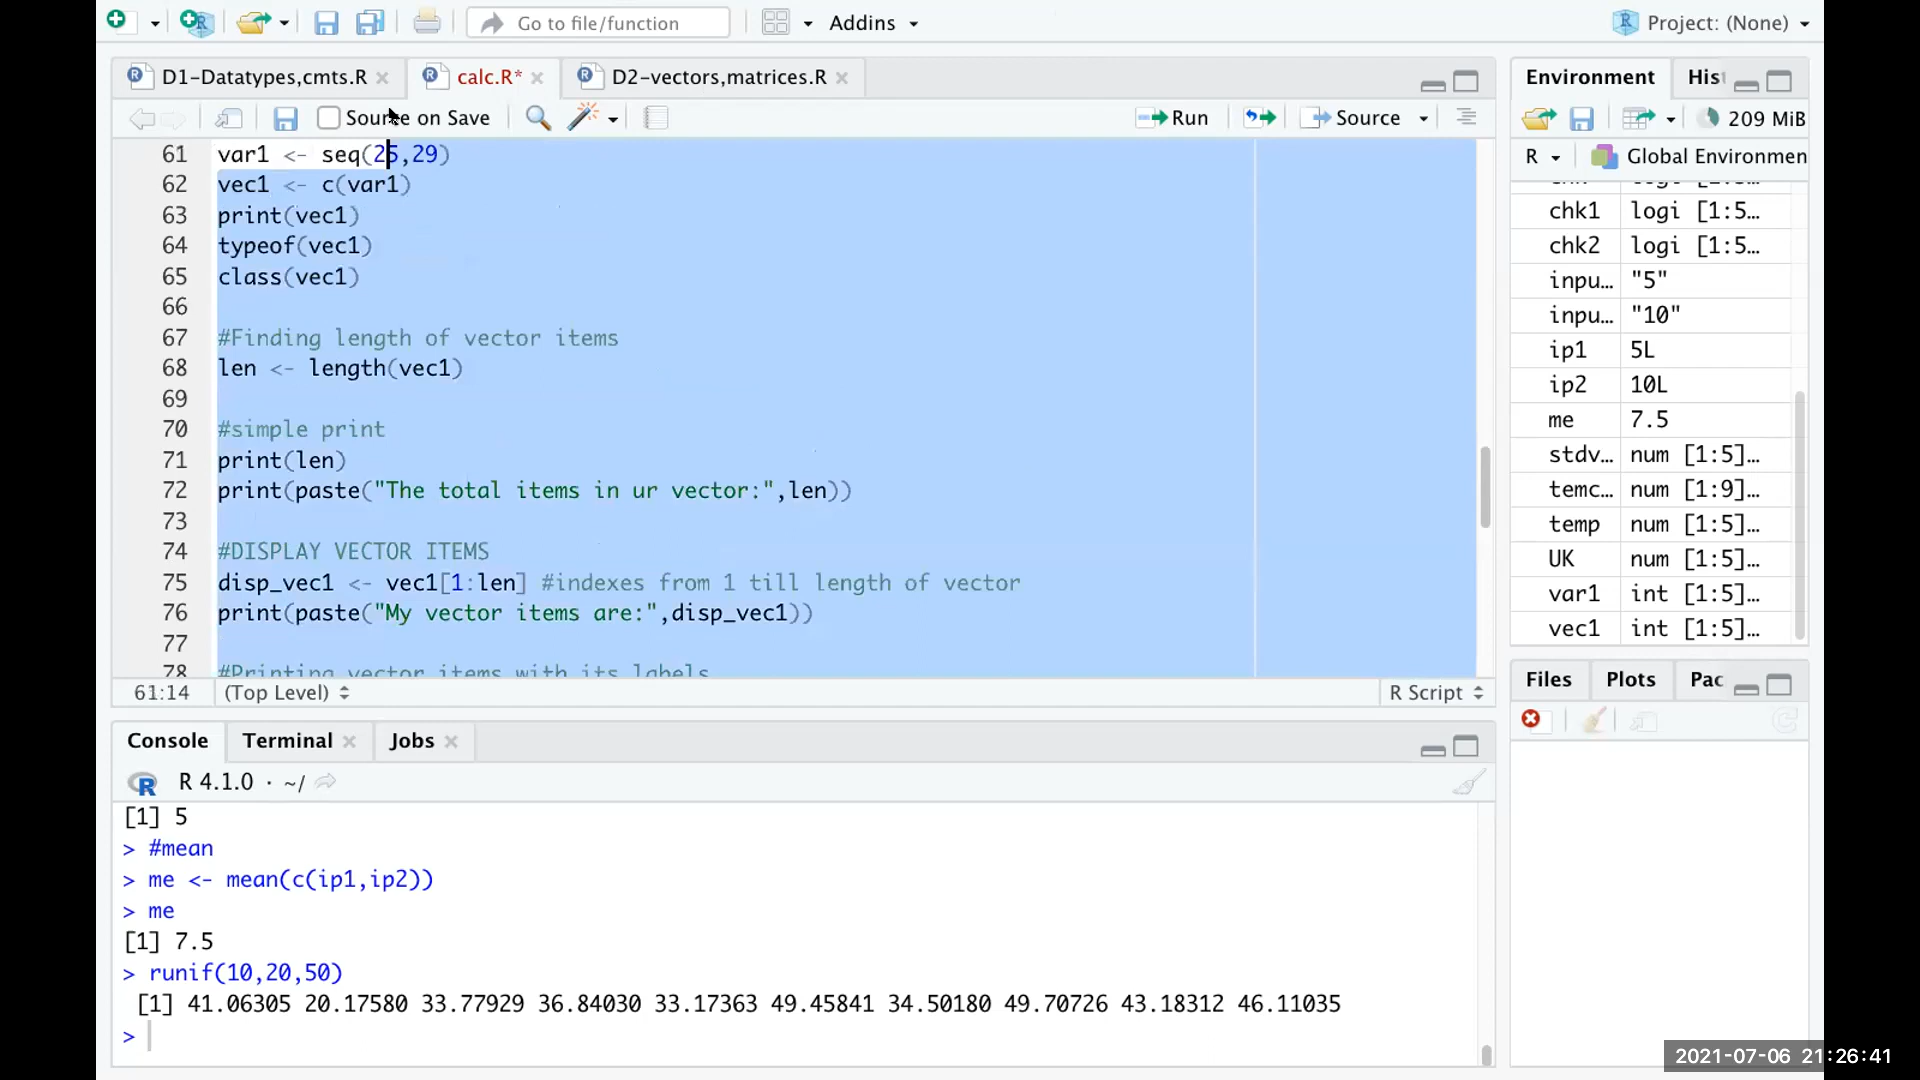 Go to file/function
Addins
Project: (None)
D1-Datatypes,cmts.R
calc.R*
D2-vectors,matrices.R
Source on Save
Run
Source
61 var1 <- seq(25,29)
62 vec1 <- c(var1)
63 print(vec1)
64 typeof(vec1)
65 class(vec1)
66
67 #Finding length of vector items
68 len <- length(vec1)
69
70 #simple print
71 print(len)
72 print(paste("The total items in ur vector:",len))
73
74 #DISPLAY VECTOR ITEMS
75 disp_vec1 <- vec1[1:len] #indexes from 1 till length of vector
76 print(paste("My vector items are:",disp_vec1))
77
78 #Printing vector items with its labels
61:14 (Top Level) R Script
Console Terminal Jobs
R 4.1.0 · ~/
[1] 5
> #mean
> me <- mean(c(ip1,ip2))
> me
[1] 7.5
> runif(10,20,50)
[1] 41.06305 20.17580 33.77929 36.84030 33.17363 49.45841 34.50180 49.70726 43.18312 46.11035
>
Environment His
209 MiB
R Global Environmen
chk1 logi [1:5…
chk2 logi [1:5…
inpu… "5"
inpu… "10"
ip1 5L
ip2 10L
me 7.5
stdv… num [1:5]…
temc… num [1:9]…
temp num [1:5]…
UK num [1:5]…
var1 int [1:5]…
vec1 int [1:5]…
Files Plots Pac
2021-07-06 21:26:41